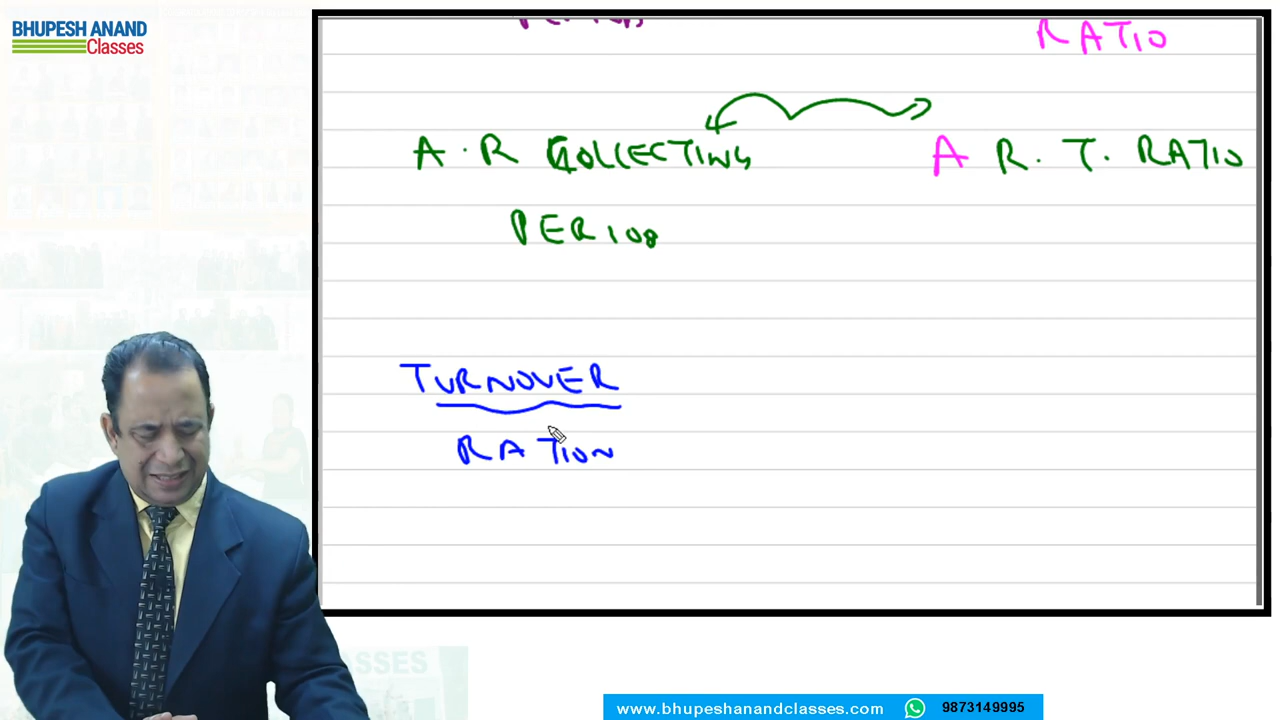 BHUPESH ANAND
Classes
RATIO
A.R COLLECTING
A R. T. RATIO
PERIOD
TURNOVER
RATION
www.bhupeshanandclasses.com
9873149995